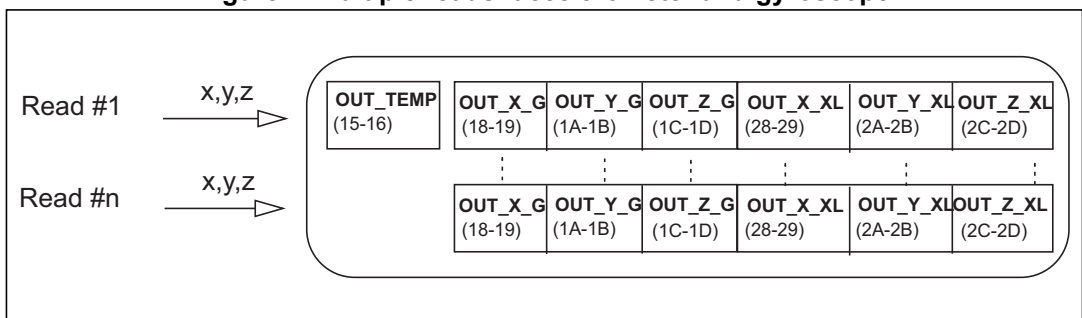 Read #1
x,y,z
OUT_TEMP OUT_X_G OUT_Y_G OUT_Z_G OUT_X_XL OUT_Y_XL OUT_Z_XL
(15-16) (18-19) (1A-1B) (1C-1D) (28-29) (2A-2B) (2C-2D)
Read #n
x,y,z
OUT_X_G OUT_Y_G OUT_Z_G OUT_X_XL OUT_Y_XL OUT_Z_XL
(18-19) (1A-1B) (1C-1D) (28-29) (2A-2B) (2C-2D)